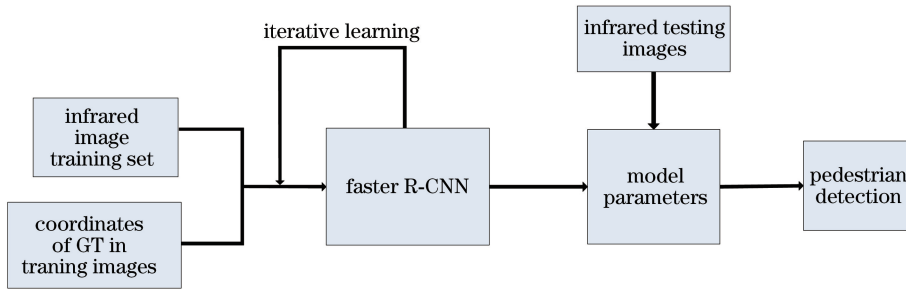 iterative learning
infrared testing
images
infrared
image
training set
faster R-CNN
model
parameters
pedestrian
detection
coordinates
of GT in
traning images